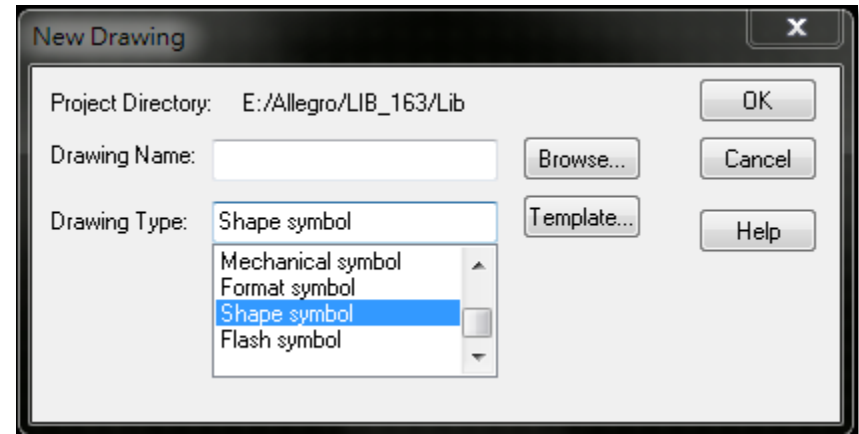 New Drawing
x
Project Directory: E:/Allegro/LIB_163/Lib
OK
Drawing Name:
Browse...
Cancel
Drawing Type: Shape symbol
Template...
Help
Mechanical symbol
Format symbol
Shape symbol
Flash symbol